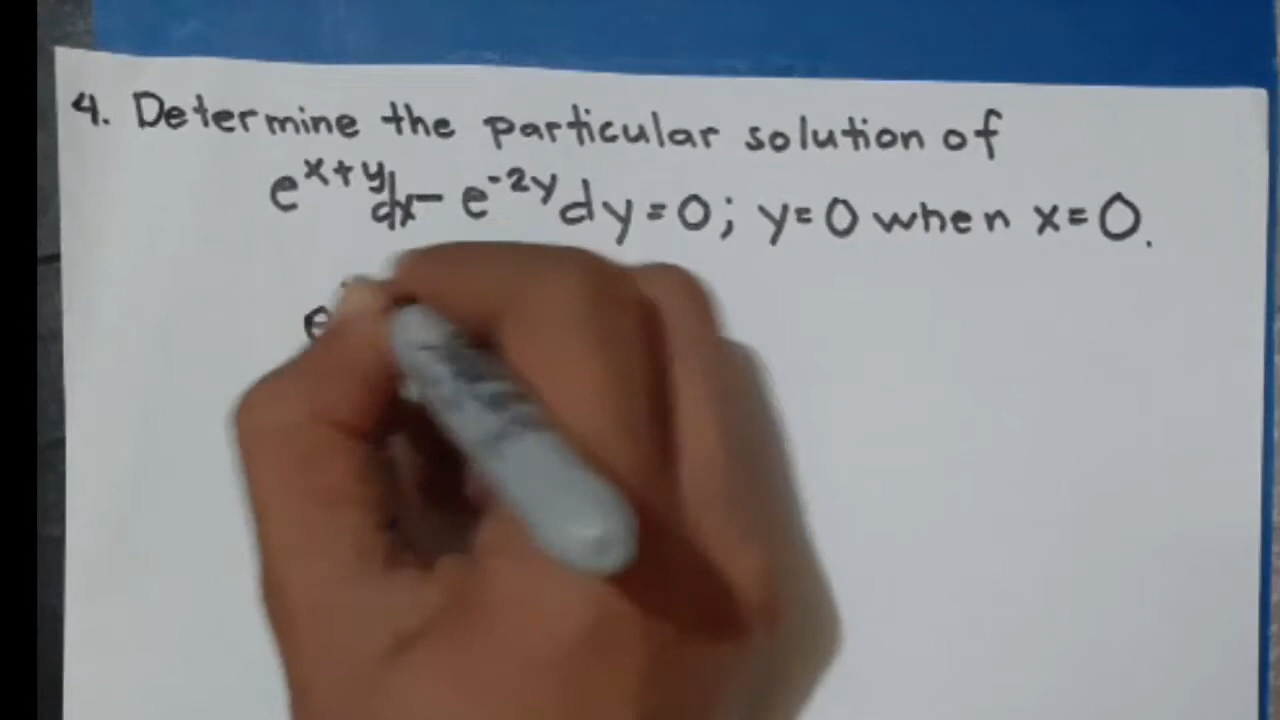 4. Determine the particular solution of
e^{x+y}dx - e^{-2y}dy = 0; y = 0 when x = 0.
e